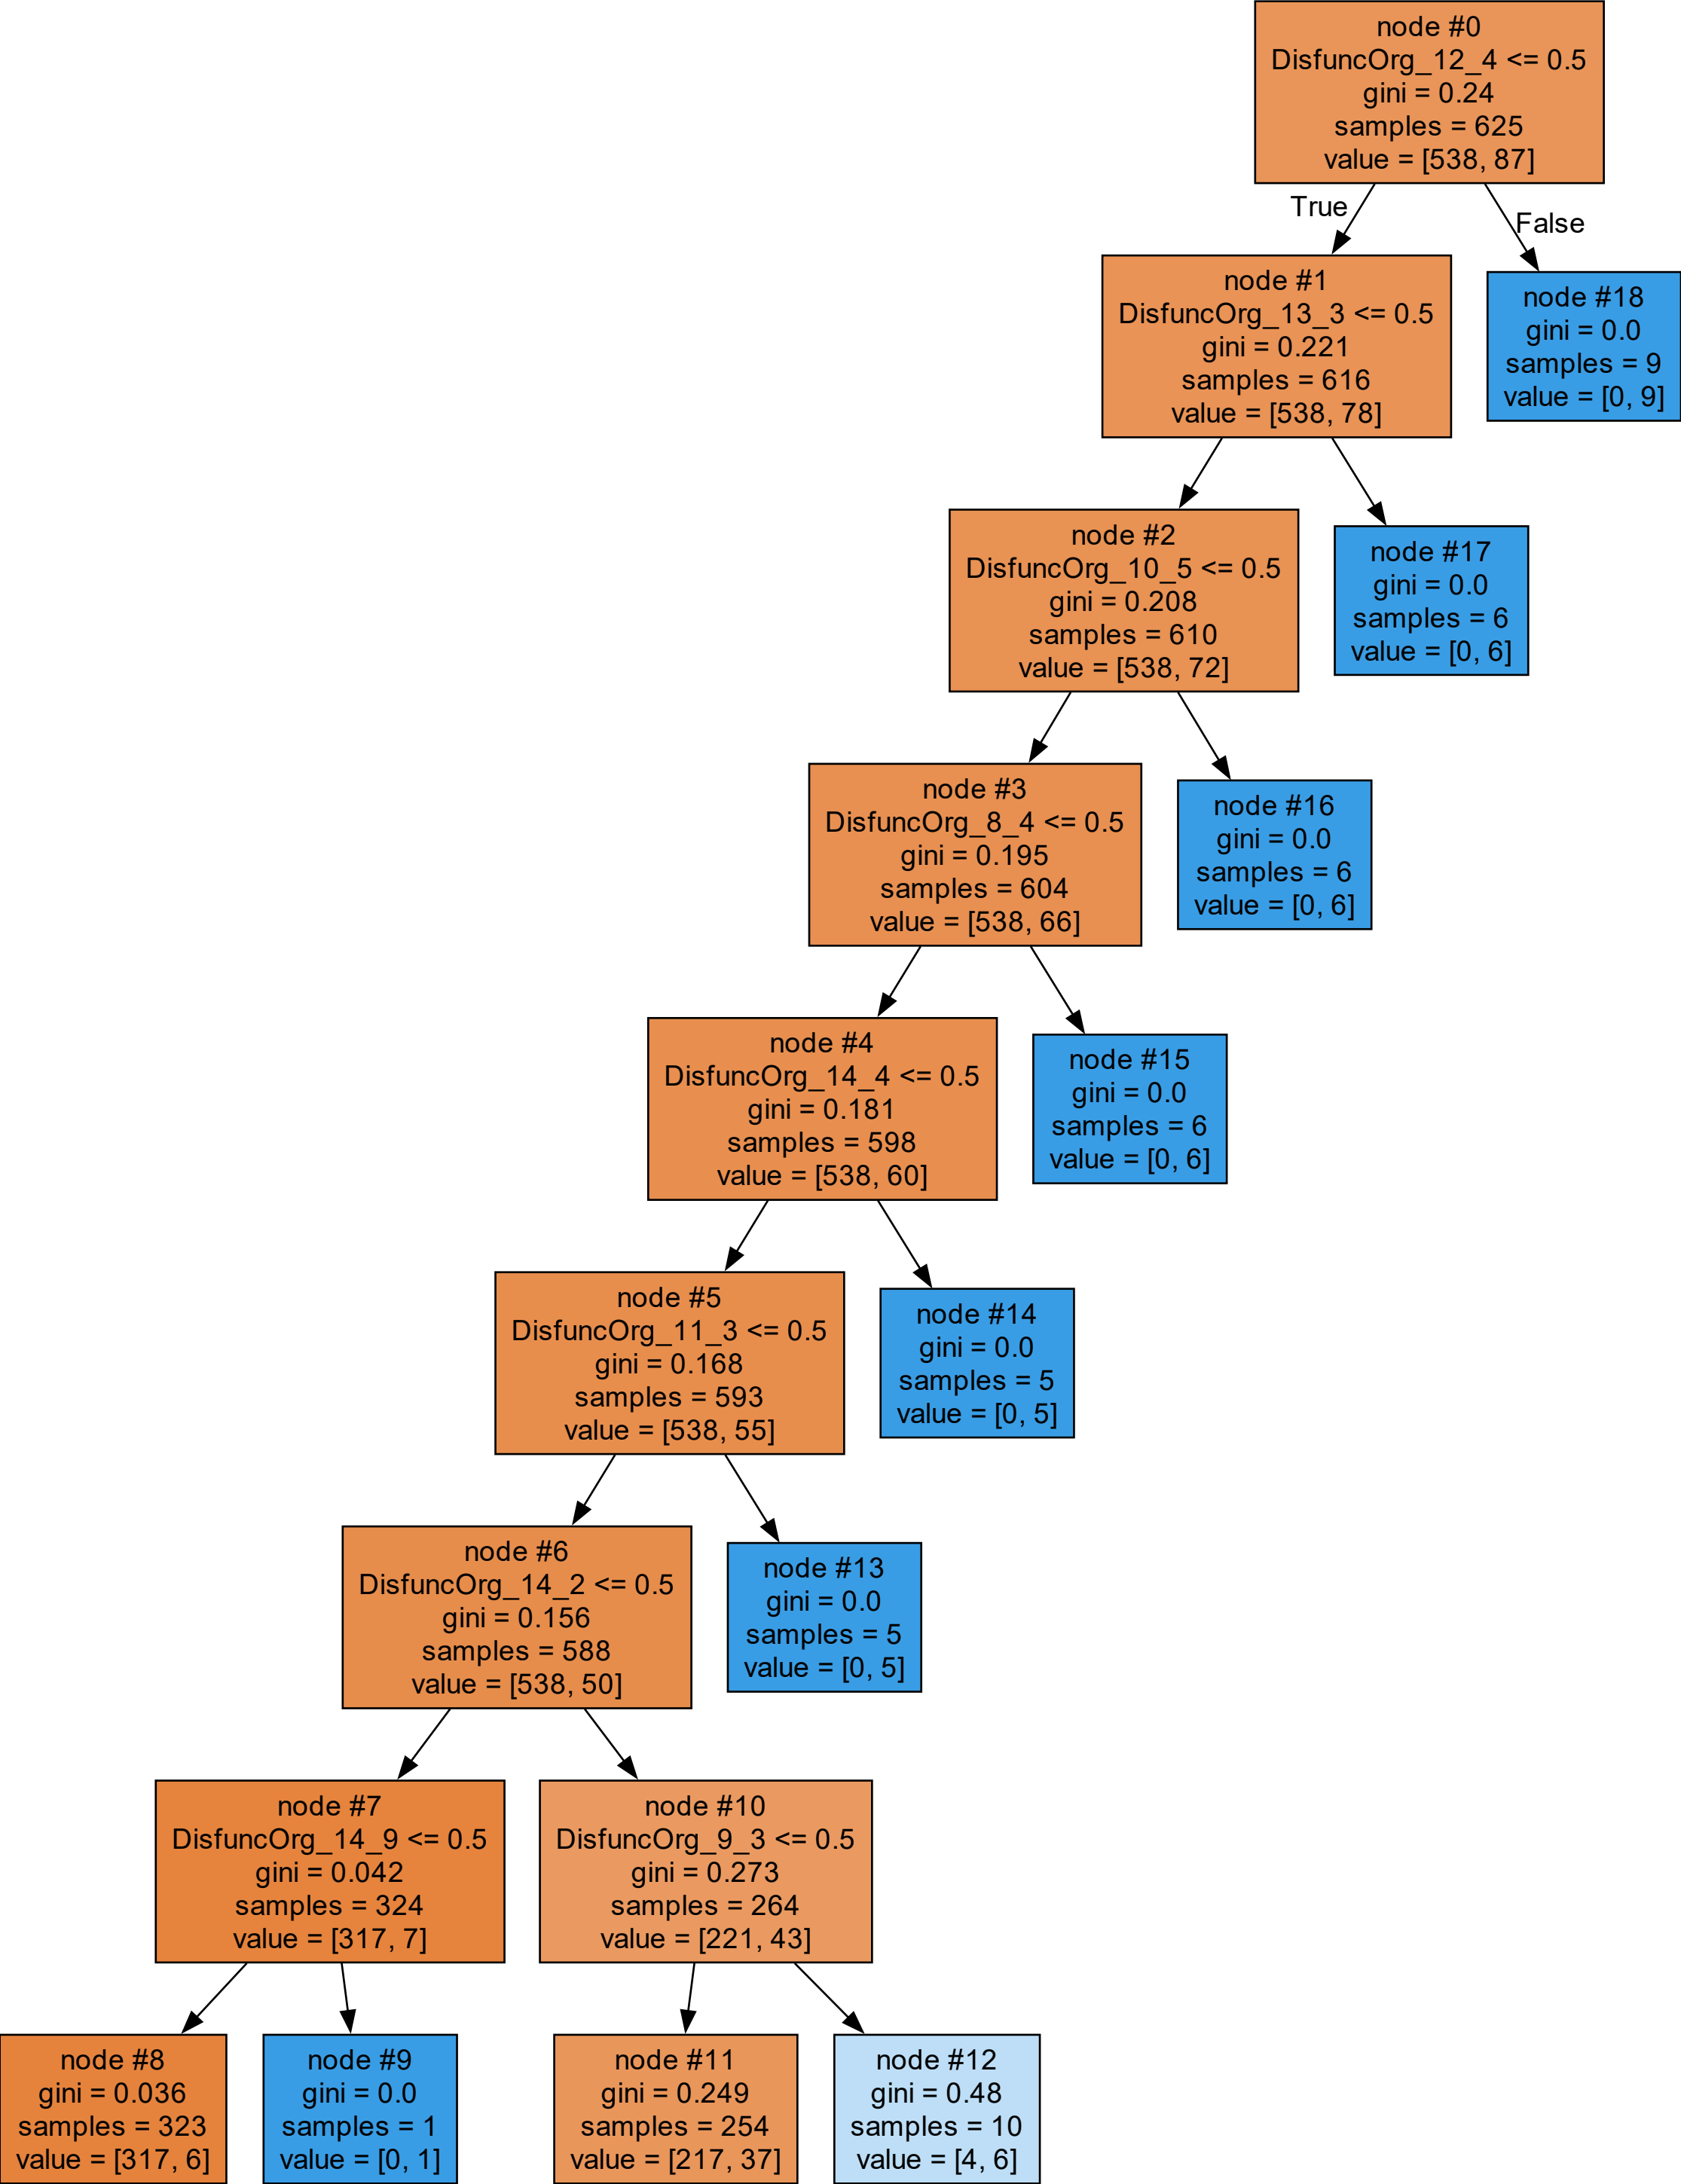 node #0
DisfuncOrg_12_4 <= 0.5
gini = 0.24
samples = 625
value = [538, 87]
True
False
node #1
DisfuncOrg_13_3 <= 0.5
gini = 0.221
samples = 616
value = [538, 78]
node #18
gini = 0.0
samples = 9
value = [0, 9]
node #2
DisfuncOrg_10_5 <= 0.5
gini = 0.208
samples = 610
value = [538, 72]
node #17
gini = 0.0
samples = 6
value = [0, 6]
node #3
DisfuncOrg_8_4 <= 0.5
gini = 0.195
samples = 604
value = [538, 66]
node #16
gini = 0.0
samples = 6
value = [0, 6]
node #4
DisfuncOrg_14_4 <= 0.5
gini = 0.181
samples = 598
value = [538, 60]
node #15
gini = 0.0
samples = 6
value = [0, 6]
node #5
DisfuncOrg_11_3 <= 0.5
gini = 0.168
samples = 593
value = [538, 55]
node #14
gini = 0.0
samples = 5
value = [0, 5]
node #6
DisfuncOrg_14_2 <= 0.5
gini = 0.156
samples = 588
value = [538, 50]
node #13
gini = 0.0
samples = 5
value = [0, 5]
node #7
DisfuncOrg_14_9 <= 0.5
gini = 0.042
samples = 324
value = [317, 7]
node #10
DisfuncOrg_9_3 <= 0.5
gini = 0.273
samples = 264
value = [221, 43]
node #8
gini = 0.036
samples = 323
value = [317, 6]
node #9
gini = 0.0
samples = 1
value = [0, 1]
node #11
gini = 0.249
samples = 254
value = [217, 37]
node #12
gini = 0.48
samples = 10
value = [4, 6]